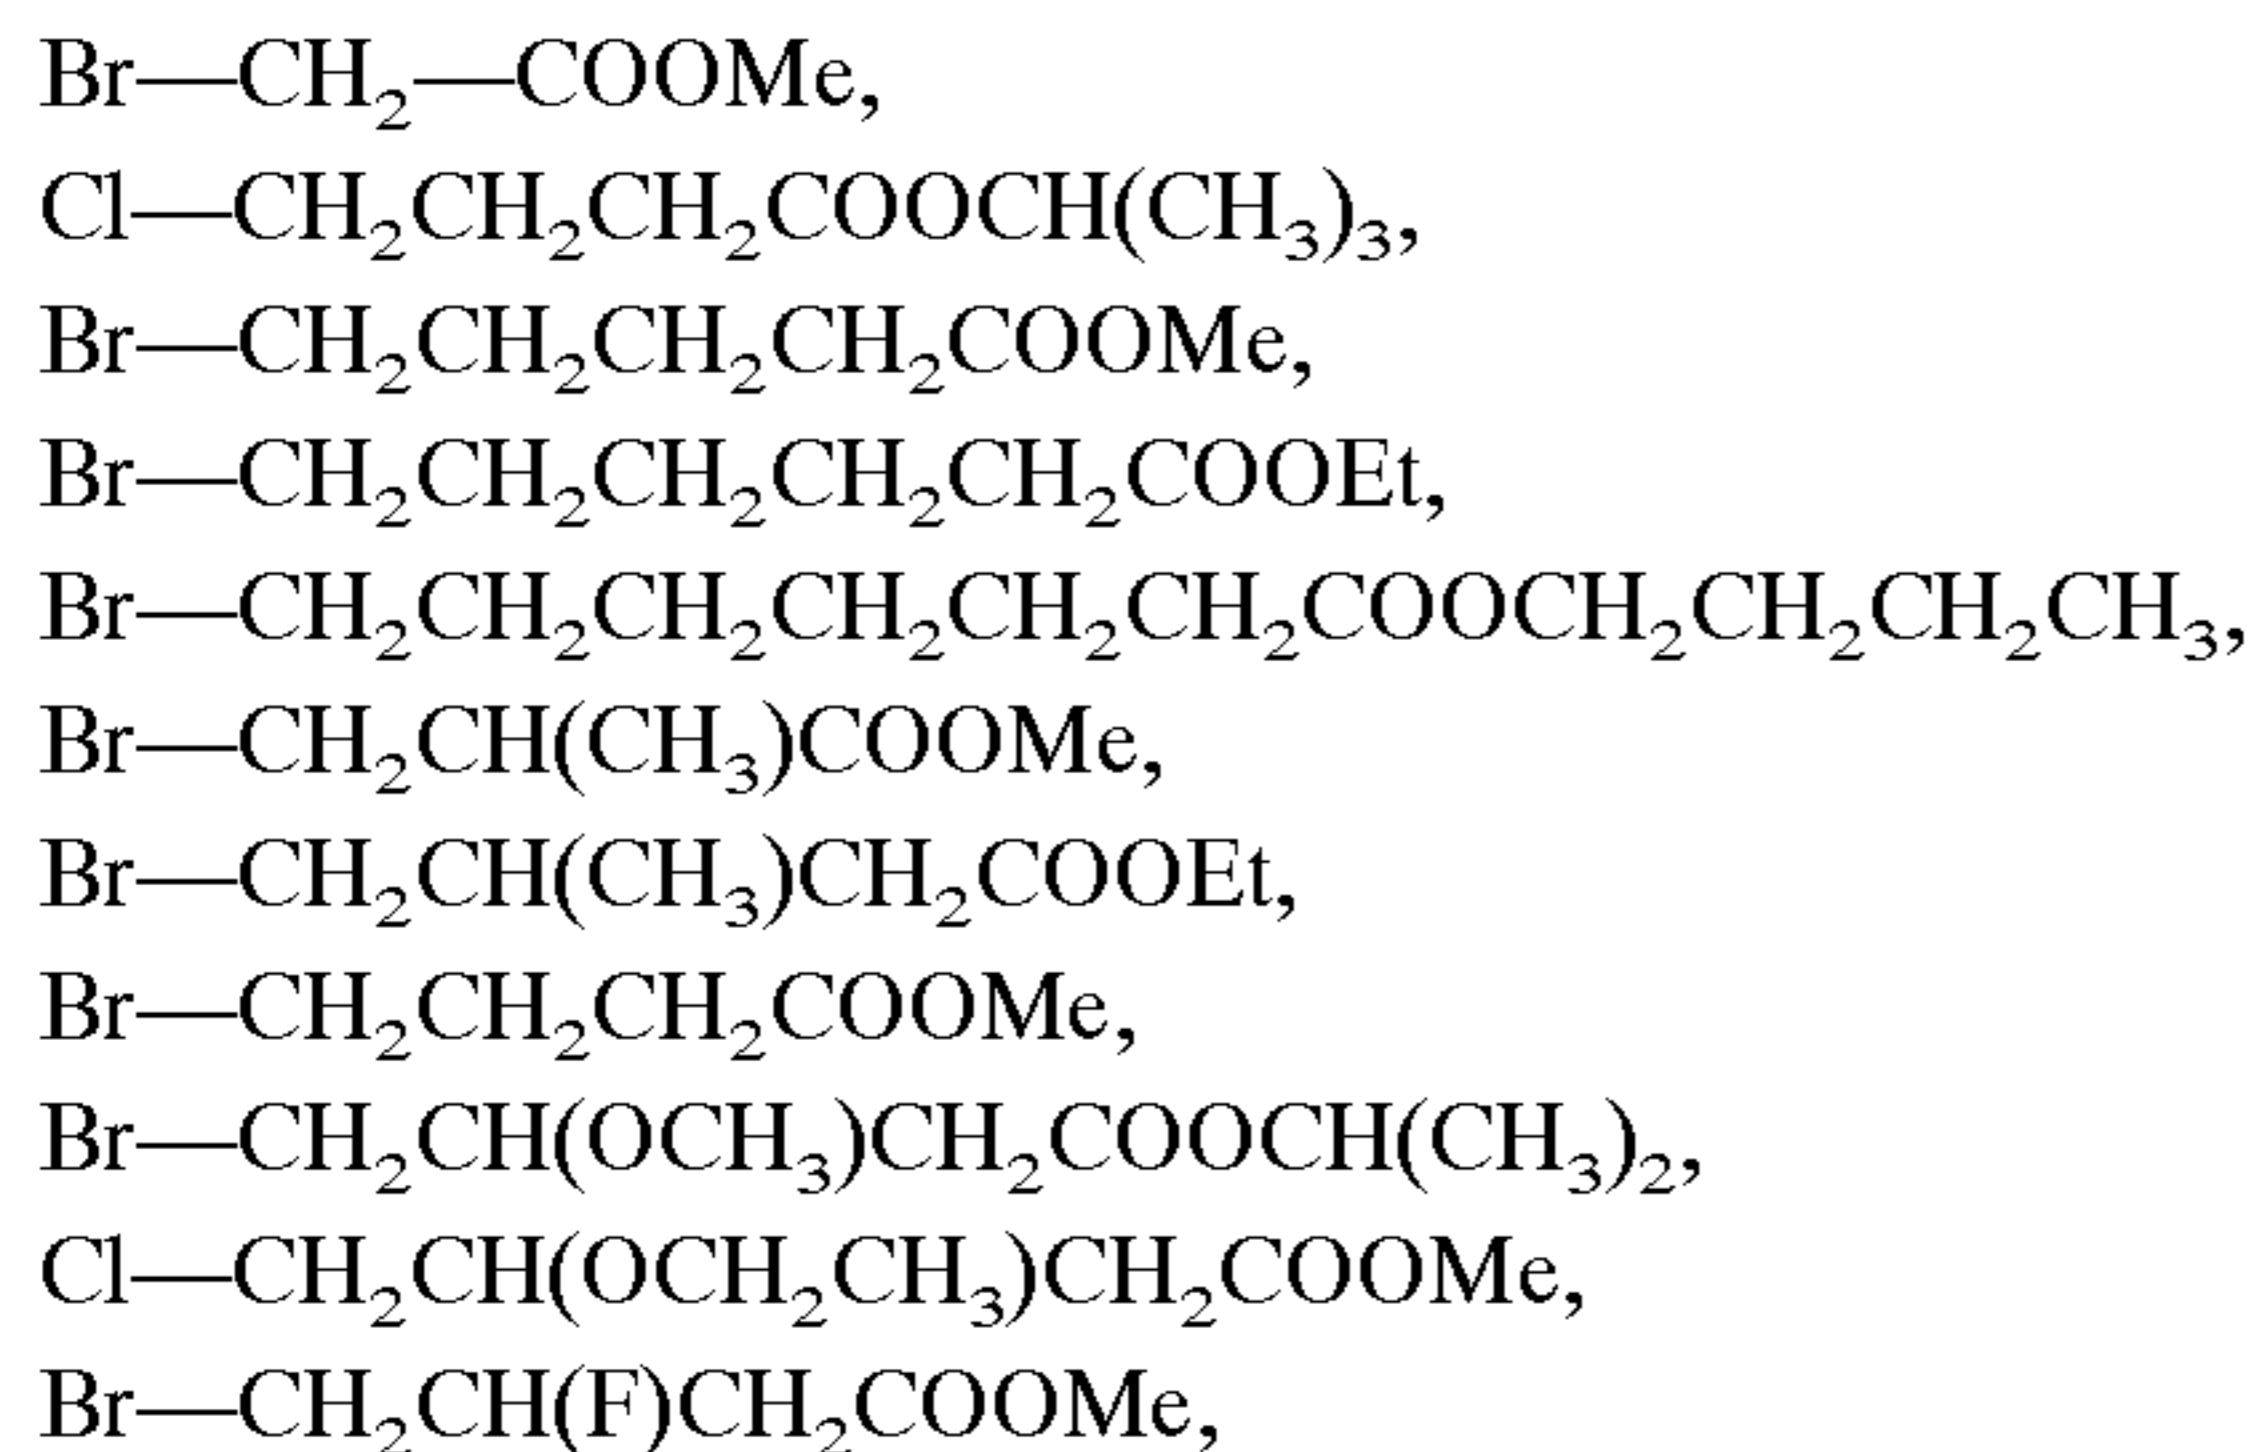 Br—CH₂—COOMe,
Cl—CH₂CH₂CH₂COOCH(CH₃)₃,
Br—CH₂CH₂CH₂CH₂COOMe,
Br—CH₂CH₂CH₂CH₂CH₂COOEt,
Br—CH₂CH₂CH₂CH₂CH₂CH₂COOCH₂CH₂CH₂CH₃,
Br—CH₂CH(CH₃)COOMe,
Br—CH₂CH(CH₃)CH₂COOEt,
Br—CH₂CH₂CH₂COOMe,
Br—CH₂CH(OCH₃)CH₂COOCH(CH₃)₂,
Cl—CH₂CH(OCH₂CH₃)CH₂COOMe,
Br—CH₂CH(F)CH₂COOMe,